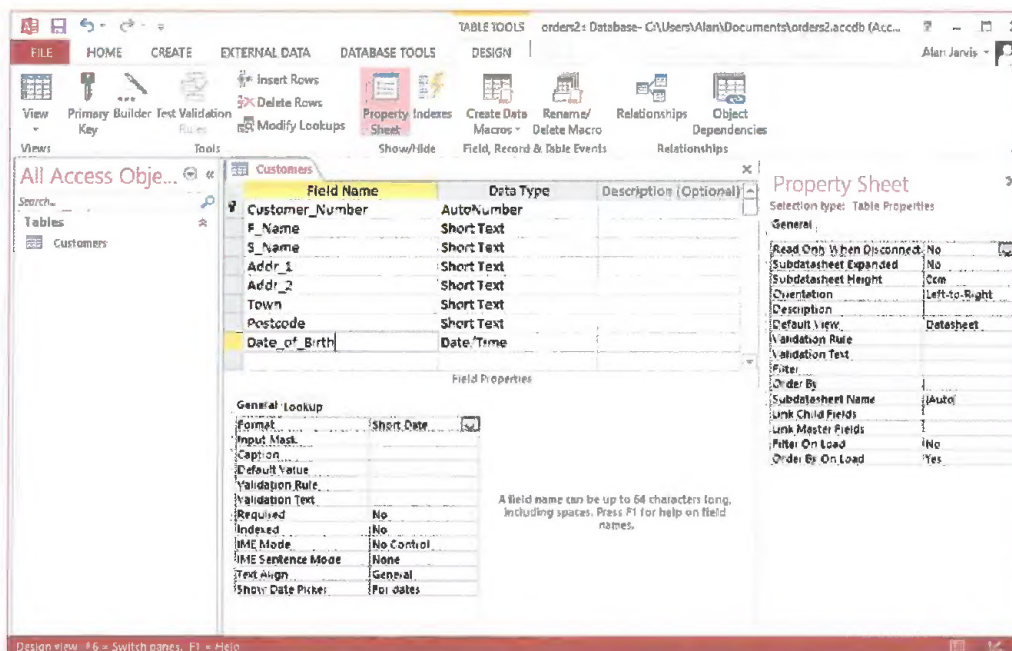 TABLE TOOLS orders2 : Database- C:\Users\Alan\Documents\orders2.accdb (Acc...
FILE HOME CREATE EXTERNAL DATA DATABASE TOOLS DESIGN Alan Jarvis
View Primary Key Builder Test Validation Rules Insert Rows Delete Rows Modify Lookups Property Sheet Indexes Create Data Macros Rename/ Delete Macro Relationships Object Dependencies
Views Tools Show/Hide Field, Record & Table Events Relationships
All Access Obje...
Search...
Tables
Customers
Customers
Field Name Data Type Description (Optional)
Customer_Number AutoNumber
F_Name Short Text
S_Name Short Text
Addr_1 Short Text
Addr_2 Short Text
Town Short Text
Postcode Short Text
Date_of_Birth Date/Time
Field Properties
General Lookup
Format Short Date
Input Mask
Caption
Default Value
Validation Rule
Validation Text
Required No
Indexed No
IME Mode No Control
IME Sentence Mode None
Text Align General
Show Date Picker For dates
A field name can be up to 64 characters long,
including spaces. Press F1 for help on field
names.
Property Sheet
Selection type: Table Properties
General
Read Only When Disconnect No
Subdatasheet Expanded No
Subdatasheet Height 0cm
Orientation Left-to-Right
Description
Default View Datasheet
Validation Rule
Validation Text
Filter
Order By
Subdatasheet Name [Auto]
Link Child Fields
Link Master Fields
Filter On Load No
Order By On Load Yes
Design view. F6 = Switch panes. F1 = Help